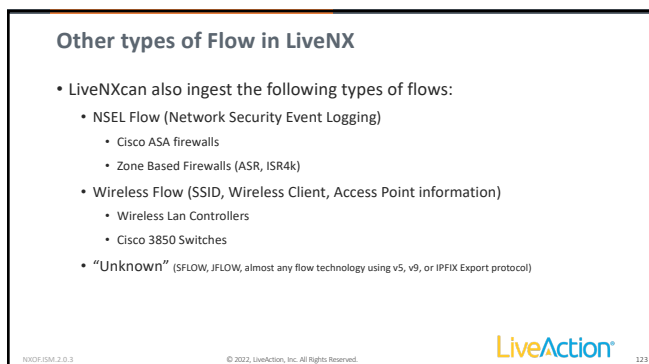 Other types of Flow in LiveNX
• LiveNXcan also ingest the following types of flows:
• NSEL Flow (Network Security Event Logging)
• Cisco ASA firewalls
• Zone Based Firewalls (ASR, ISR4k)
• Wireless Flow (SSID, Wireless Client, Access Point information)
• Wireless Lan Controllers
• Cisco 3850 Switches
• “Unknown” (SFLOW, JFLOW, almost any flow technology using v5, v9, or IPFIX Export protocol)
NXOF.ISM.2.0.3
© 2022, LiveAction, Inc. All Rights Reserved.
LiveAction®
123